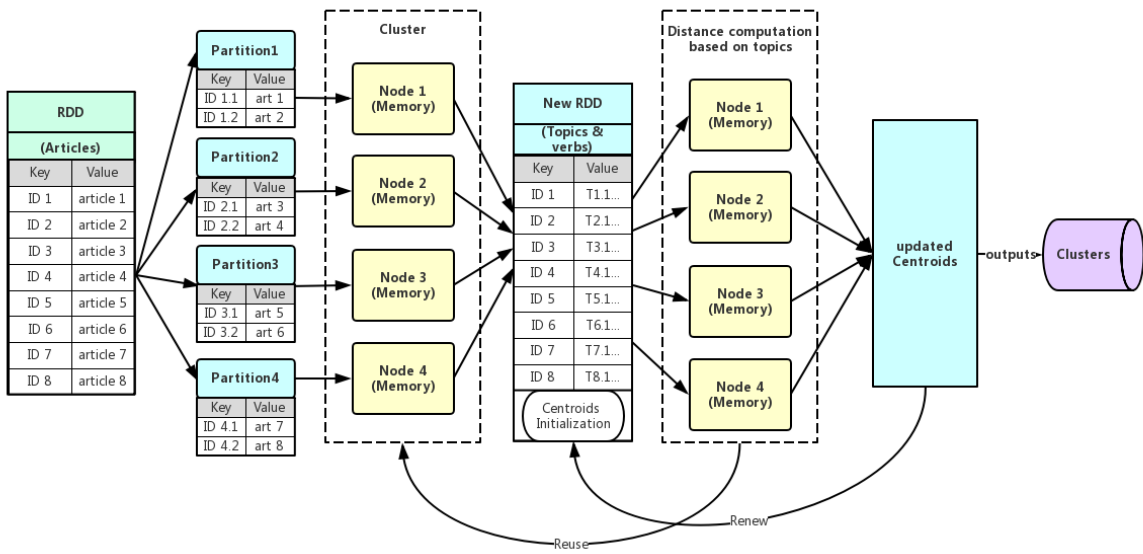 RDD
(Articles)
Key Value
ID 1 article 1
ID 2 article 2
ID 3 article 3
ID 4 article 4
ID 5 article 5
ID 6 article 6
ID 7 article 7
ID 8 article 8
Partition1
Key Value
ID 1.1 art 1
ID 1.2 art 2
Partition2
Key Value
ID 2.1 art 3
ID 2.2 art 4
Partition3
Key Value
ID 3.1 art 5
ID 3.2 art 6
Partition4
Key Value
ID 4.1 art 7
ID 4.2 art 8
Cluster
Node 1
(Memory)
Node 2
(Memory)
Node 3
(Memory)
Node 4
(Memory)
New RDD
(Topics &
verbs)
Key Value
ID 1 T1.1...
ID 2 T2.1...
ID 3 T3.1...
ID 4 T4.1...
ID 5 T5.1...
ID 6 T6.1...
ID 7 T7.1...
ID 8 T8.1...
Centroids
Initialization
Distance computation
based on topics
Node 1
(Memory)
Node 2
(Memory)
Node 3
(Memory)
Node 4
(Memory)
updated
Centroids
outputs
Clusters
Renew
Reuse